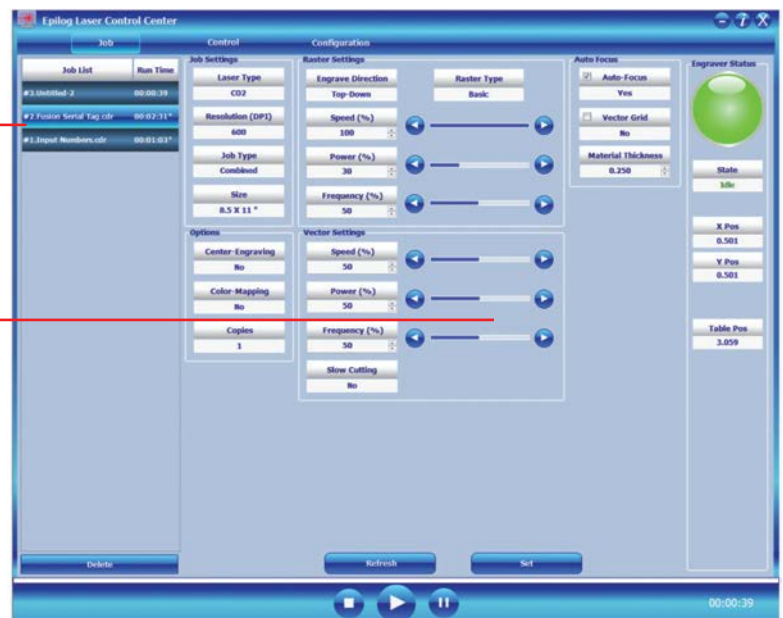 Epilog Laser Control Center
Job Control Configuration
Job List Run Time
#3.Untitled-2 00:00:39
#2.Fusion Serial Tag.cdr 00:02:31*
#1.Input Numbers.cdr 00:01:03*
Delete
Job Settings
Laser Type
CO2
Resolution (DPI)
600
Job Type
Combined
Size
8.5 X 11 "
Options
Center-Engraving
No
Color-Mapping
No
Copies
1
Raster Settings
Engrave Direction
Top-Down
Raster Type
Basic
Speed (%)
100
Power (%)
30
Frequency (%)
50
Vector Settings
Speed (%)
50
Power (%)
50
Frequency (%)
50
Slow Cutting
No
Refresh Set
Auto Focus
Auto-Focus
Yes
Vector Grid
No
Material Thickness
0.250
Engraver Status
State
Idle
X Pos
0.501
Y Pos
0.501
Table Pos
3.059
00:00:39